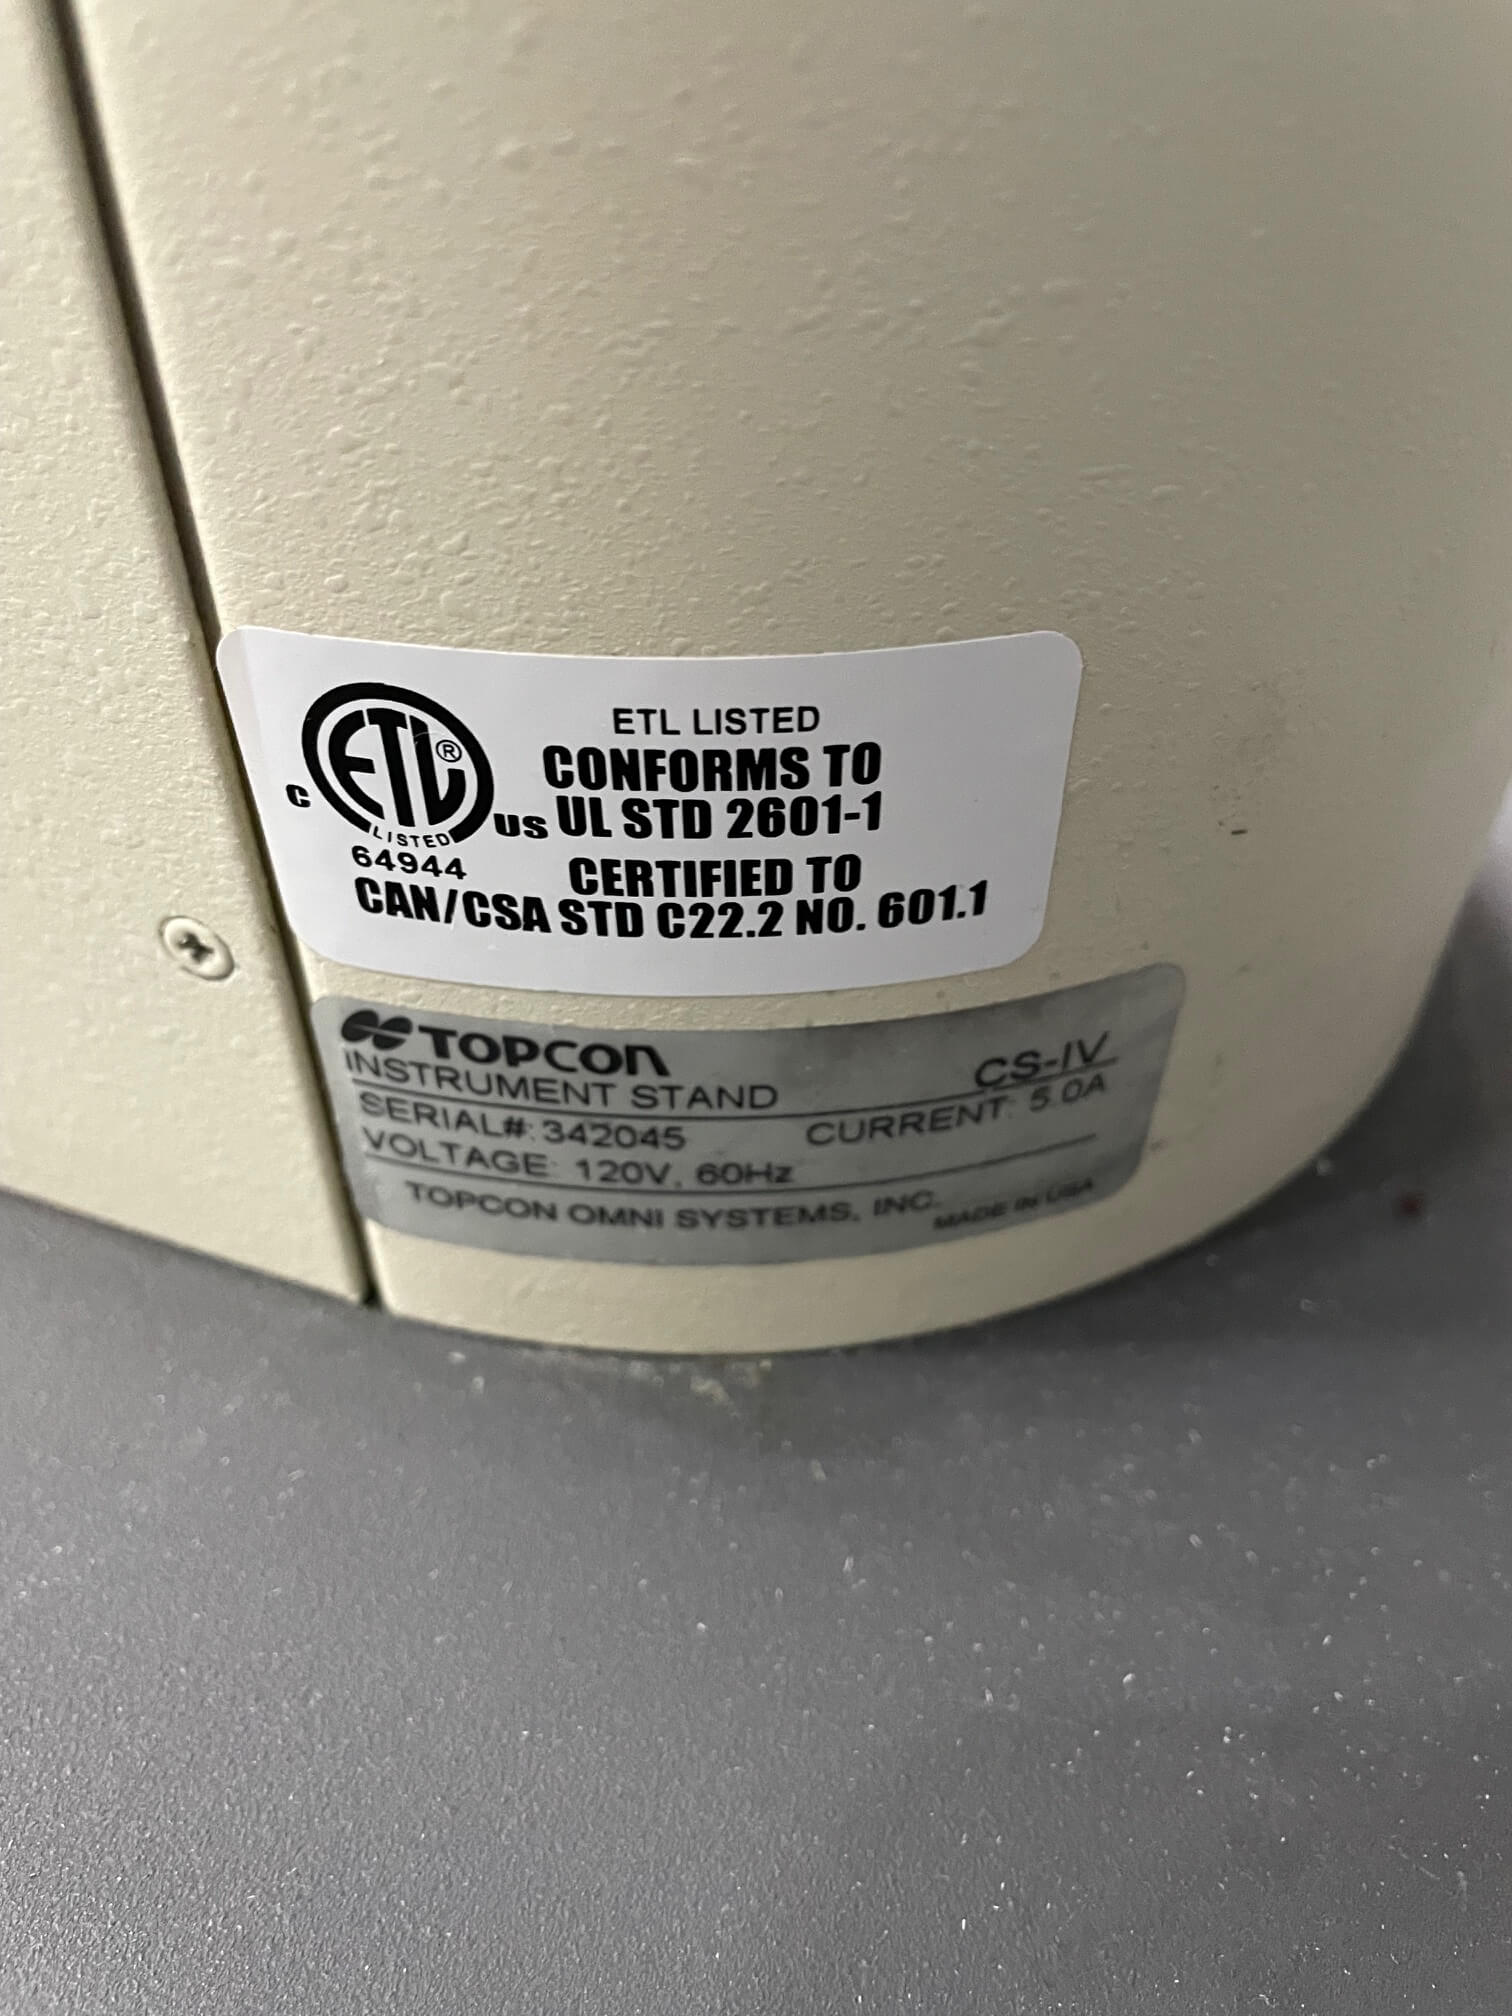 ETL®
LISTED
C US
64944
ETL LISTED
CONFORMS TO
UL STD 2601-1
CERTIFIED TO
CAN/CSA STD C22.2 NO. 601.1
TOPCON
INSTRUMENT STAND CS-IV
SERIAL#: 342045 CURRENT: 5.0A
VOLTAGE: 120V, 60Hz
TOPCON OMNI SYSTEMS, INC. MADE IN USA